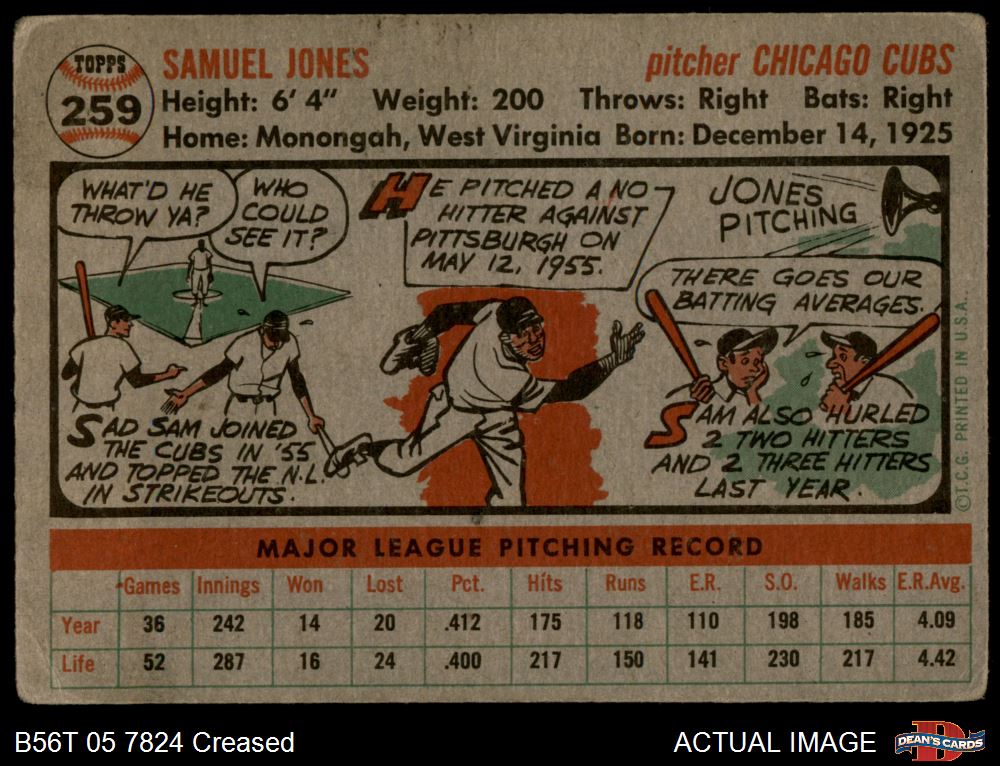 TOPPS
259
SAMUEL JONES
pitcher CHICAGO CUBS
Height: 6' 4" Weight: 200 Throws: Right Bats: Right
Home: Monongah, West Virginia Born: December 14, 1925
WHAT'D HE
THROW YA?
WHO
COULD
SEE IT?
SAD SAM JOINED
THE CUBS IN '55
AND TOPPED THE N.L.
IN STRIKEOUTS.
HE PITCHED A NO
HITTER AGAINST
PITTSBURGH ON
MAY 12, 1955.
JONES
PITCHING
THERE GOES OUR
BATTING AVERAGES.
SAM ALSO HURLED
2 TWO HITTERS
AND 2 THREE HITTERS
LAST YEAR.
©T.C.G. PRINTED IN U.S.A.
MAJOR LEAGUE PITCHING RECORD
Games Innings Won Lost Pct. Hits Runs E.R. S.O. Walks E.R.Avg.
Year 36 242 14 20 .412 175 118 110 198 185 4.09
Life 52 287 16 24 .400 217 150 141 230 217 4.42
B56T 05 7824 Creased
ACTUAL IMAGE
DEAN'S CARDS